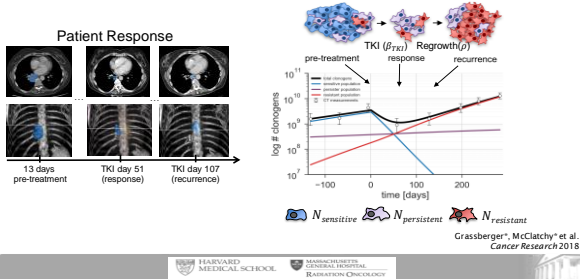 Patient Response
...
...
13 days
pre-treatment
TKI day 51
(response)
TKI day 107
(recurrence)
TKI (β_TKI) Regrowth(ρ)
pre-treatment response recurrence
log # clonogens
10^11
10^10
10^9
10^8
10^7
total clonogens
sensitive population
persister population
resistant population
CT measurements
−100 0 100 200
time [days]
N_sensitive N_persistent N_resistant
Grassberger*, McClatchy* et al.
Cancer Research 2018
HARVARD
MEDICAL SCHOOL
MASSACHUSETTS
GENERAL HOSPITAL
RADIATION ONCOLOGY